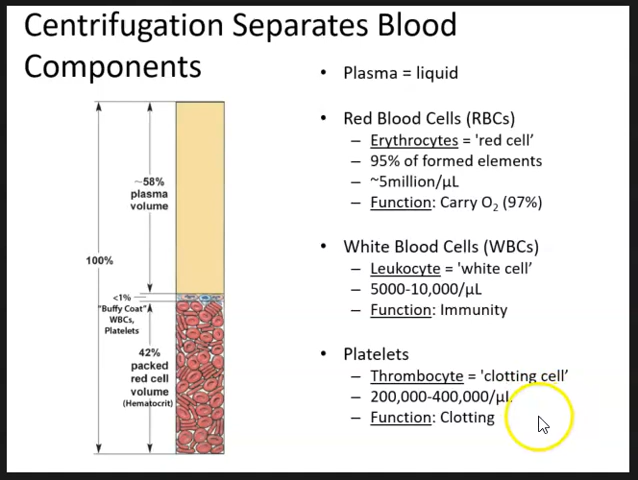 Centrifugation Separates Blood
Components
100%
~58%
plasma
volume
<1%
"Buffy Coat"
WBCs,
Platelets
42%
packed
red cell
volume
(Hematocrit)
• Plasma = liquid
• Red Blood Cells (RBCs)
– Erythrocytes = 'red cell’
– 95% of formed elements
– ~5million/µL
– Function: Carry O₂ (97%)
• White Blood Cells (WBCs)
– Leukocyte = 'white cell’
– 5000-10,000/µL
– Function: Immunity
• Platelets
– Thrombocyte = 'clotting cell’
– 200,000-400,000/µL
– Function: Clotting